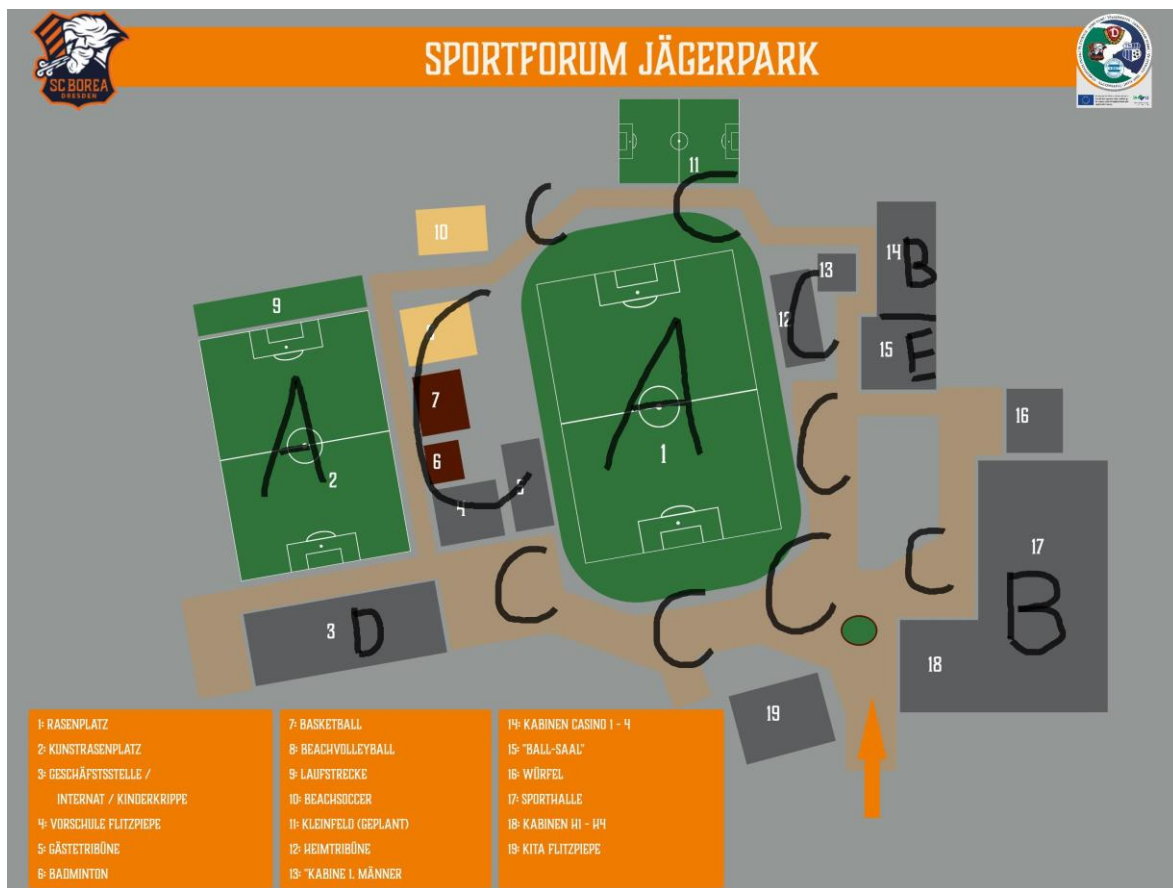 SC BOREA
DRESDEN
SPORTFORUM JÄGERPARK
11
C
C
10
14
B
13
9
C
12
C
15
E
A
7
A
C
16
6
1
2
4
5
17
C
C
C
B
3
D
C
18
19
1: RASENPLATZ
2: KUNSTRASENPLATZ
3: GESCHÄFTSSTELLE /
INTERNAT / KINDERKRIPPE
4: VORSCHULE FLITZPIEPE
5: GÄSTETRIBÜNE
6: BADMINTON
7: BASKETBALL
8: BEACHVOLLEYBALL
9: LAUFSTRECKE
10: BEACHSOCCER
11: KLEINFELD (GEPLANT)
12: HEIMTRIBÜNE
13: "KABINE 1. MÄNNER
14: KABINEN CASINO 1 - 4
15: "BALL-SAAL"
16: WÜRFEL
17: SPORTHALLE
18: KABINEN H1 - H4
19: KITA FLITZPIEPE